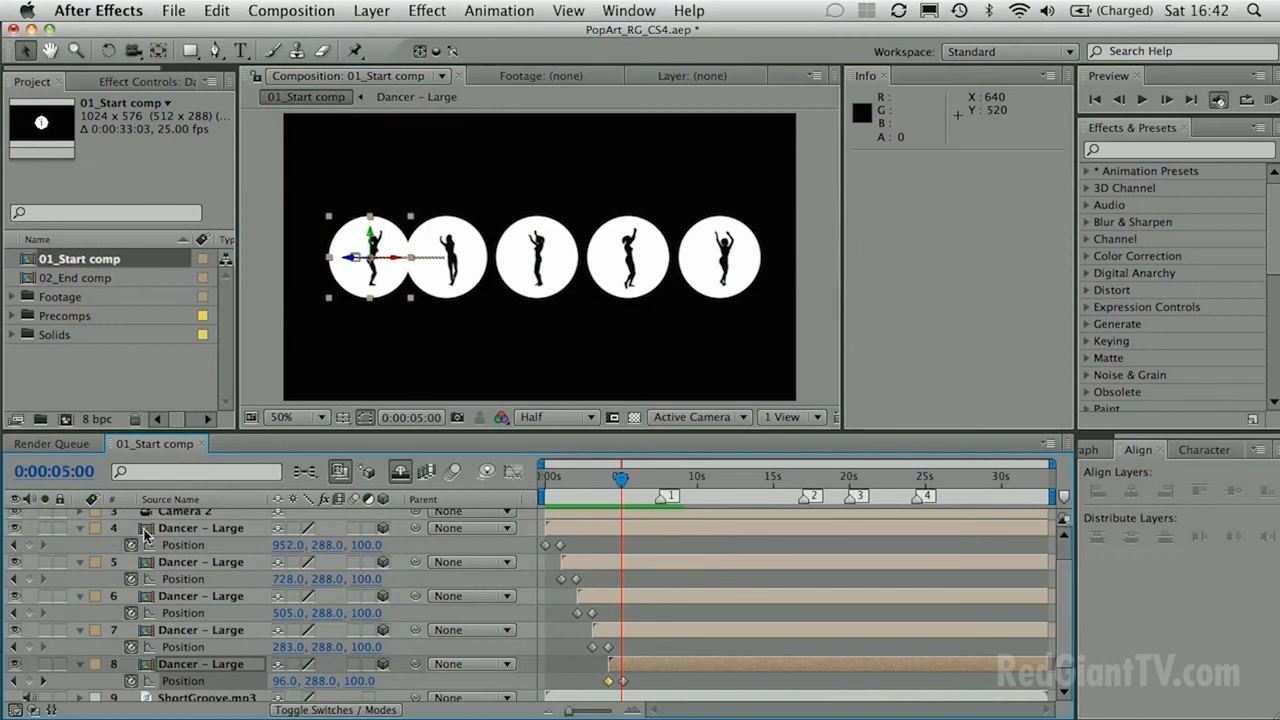 After Effects File Edit Composition Layer Effect Animation View Window Help (Charged) Sat 16:42
PopArt_RG_CS4.aep *
Workspace: Standard Search Help
Project Effect Controls: Da
01_Start comp
1024 x 576 (512 x 288) (...
Δ 0:00:33:03, 25.00 fps
Name Typ
01_Start comp
02_End comp
Footage
Precomps
Solids
8 bpc
Composition: 01_Start comp Footage: (none) Layer: (none)
01_Start comp Dancer – Large
50% 0:00:05:00 Half Active Camera 1 View
Info
R: X: 640
G: Y: 520
B:
A: 0
Preview
Effects & Presets
* Animation Presets
3D Channel
Audio
Blur & Sharpen
Channel
Color Correction
Digital Anarchy
Distort
Expression Controls
Generate
Keying
Matte
Noise & Grain
Obsolete
Paint
Render Queue 01_Start comp
0:00:05:00
0:00s 10s 15s 20s 25s 30s
# Source Name Parent
1 2 3 4
3 Camera 2 None
4 Dancer – Large None
Position 952.0, 288.0, 100.0
5 Dancer – Large None
Position 728.0, 288.0, 100.0
6 Dancer – Large None
Position 505.0, 288.0, 100.0
7 Dancer – Large None
Position 283.0, 288.0, 100.0
8 Dancer – Large None
Position 96.0, 288.0, 100.0
9 ShortGroove.mp3 None
Toggle Switches / Modes
aph Align Character
Align Layers:
Distribute Layers:
RedGiantTV.com